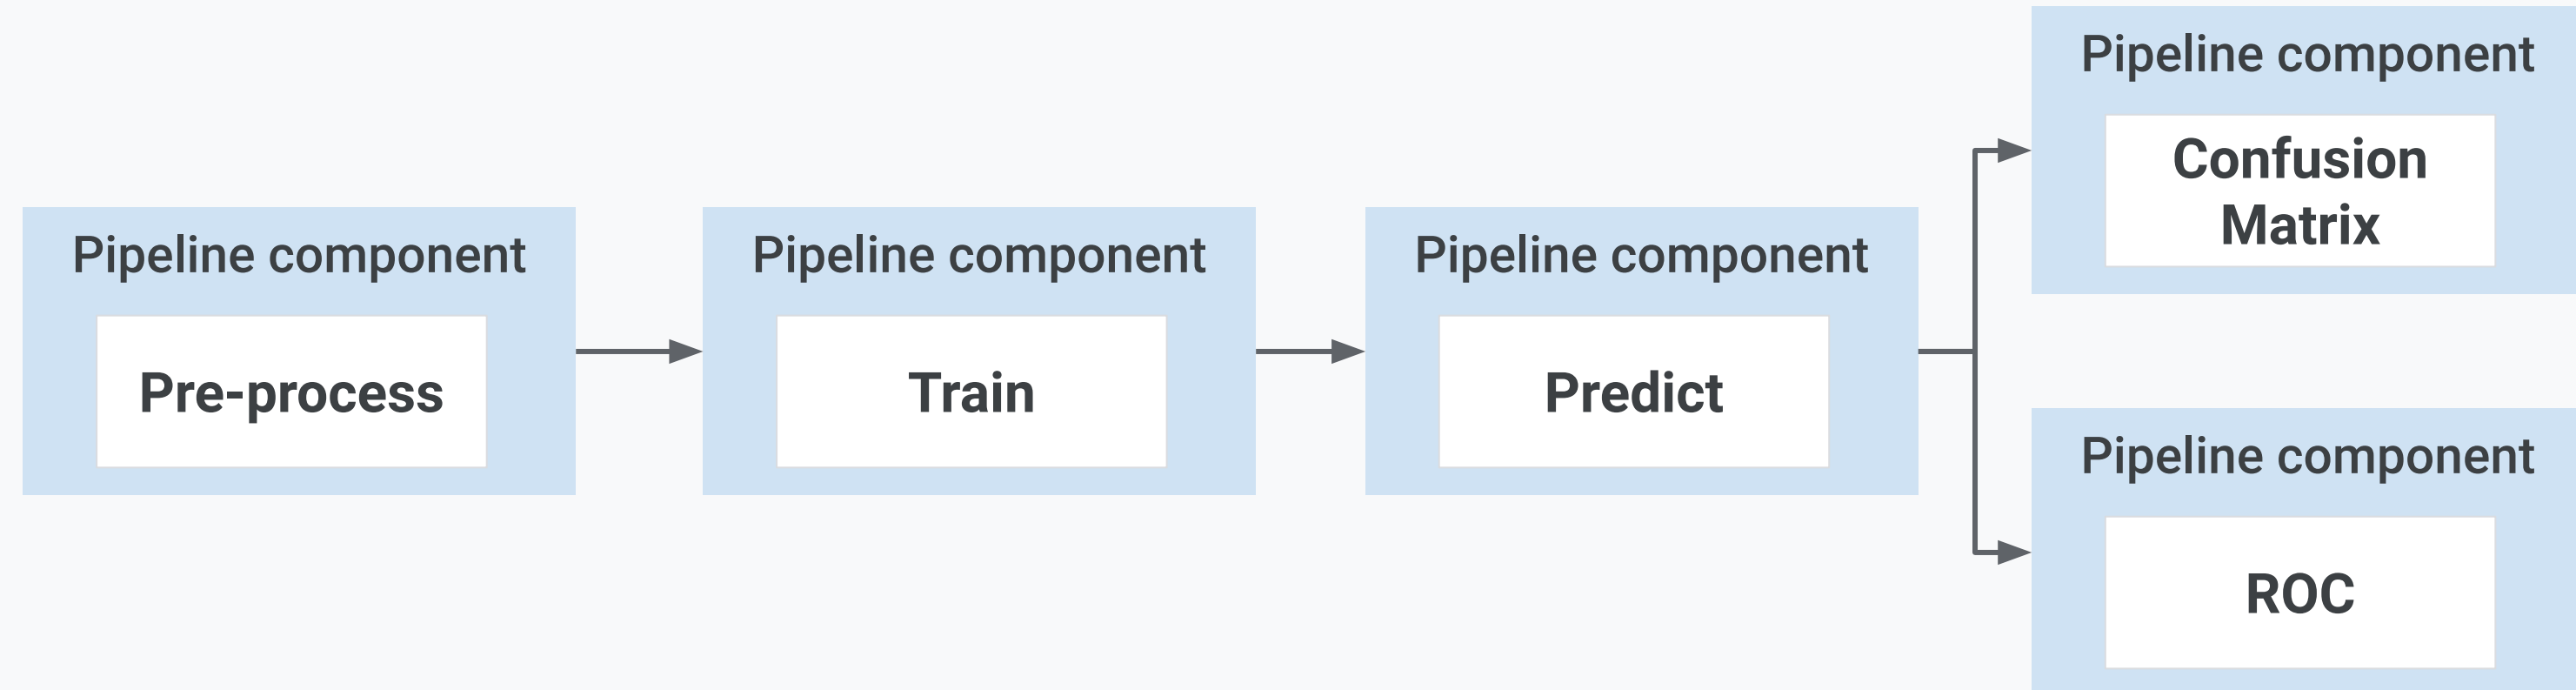 Pipeline component
Pre-process
Pipeline component
Train
Pipeline component
Predict
Pipeline component
Confusion
Matrix
Pipeline component
ROC